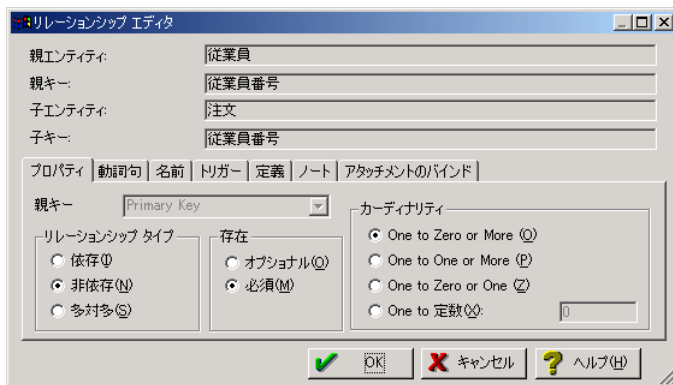 リレーションシップ エディタ
親エンティティ: 従業員
親キー: 従業員番号
子エンティティ: 注文
子キー: 従業員番号
プロパティ 動詞句 名前 トリガー 定義 ノート アタッチメントのバインド
親キー Primary Key
カーディナリティ
リレーションシップ タイプ 存在
One to Zero or More (O)
依存(I) オプショナル(O)
One to One or More (P)
非依存(N) 必須(M)
One to Zero or One (Z)
多対多(S)
One to 定数(X): 0
OK キャンセル ヘルプ(H)